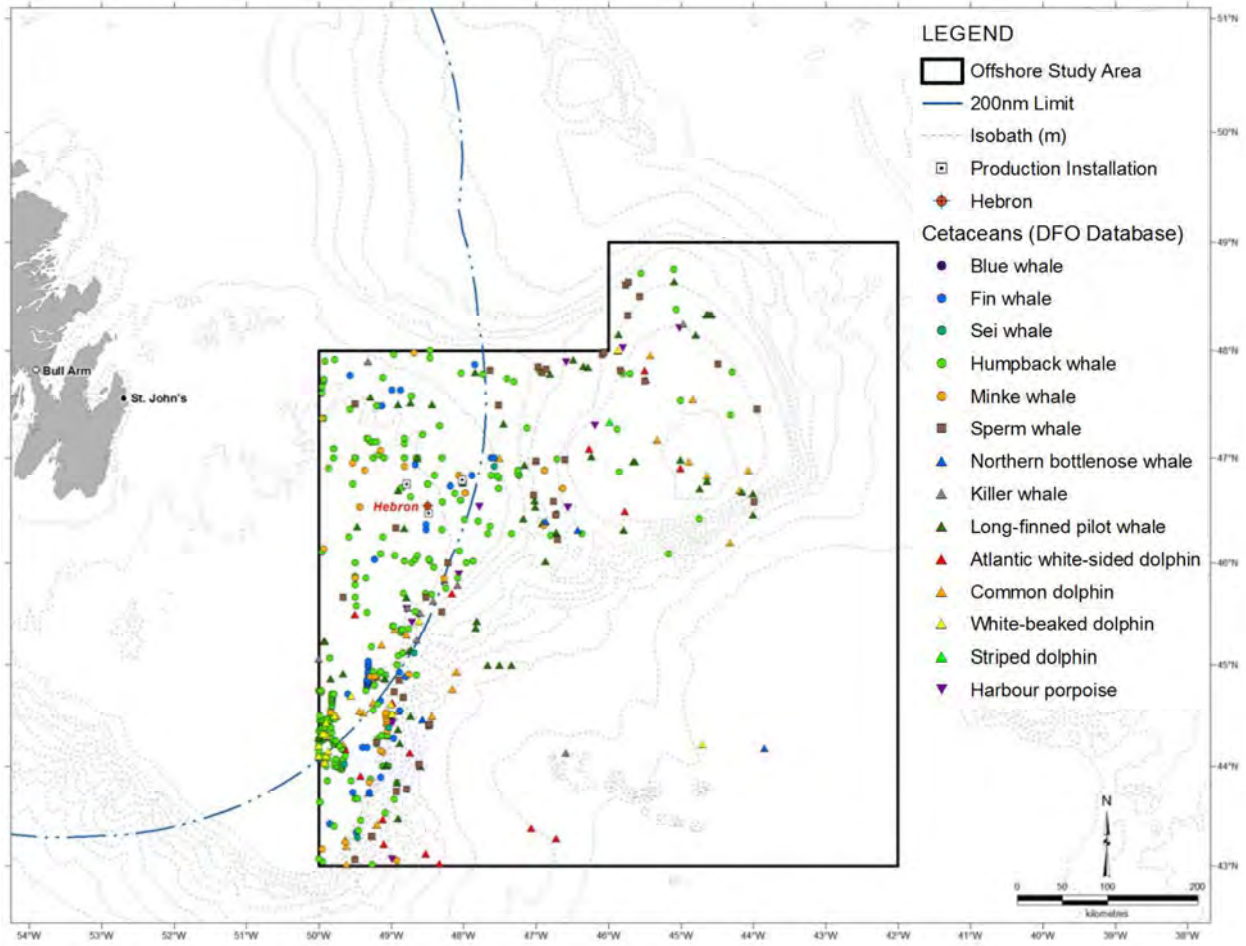 LEGEND
Offshore Study Area
200nm Limit
Isobath (m)
Production Installation
Hebron
Cetaceans (DFO Database)
Blue whale
Fin whale
Sei whale
Humpback whale
Minke whale
Sperm whale
Northern bottlenose whale
Killer whale
Long-finned pilot whale
Atlantic white-sided dolphin
Common dolphin
White-beaked dolphin
Striped dolphin
Harbour porpoise
Bull Arm
St. John's
Hebron
51°N
50°N
49°N
48°N
47°N
46°N
45°N
44°N
43°N
N
0 50 100 200
kilometres
54°W 53°W 52°W 51°W 50°W 49°W 48°W 47°W 46°W 45°W 44°W 43°W 42°W 41°W 40°W 39°W 38°W